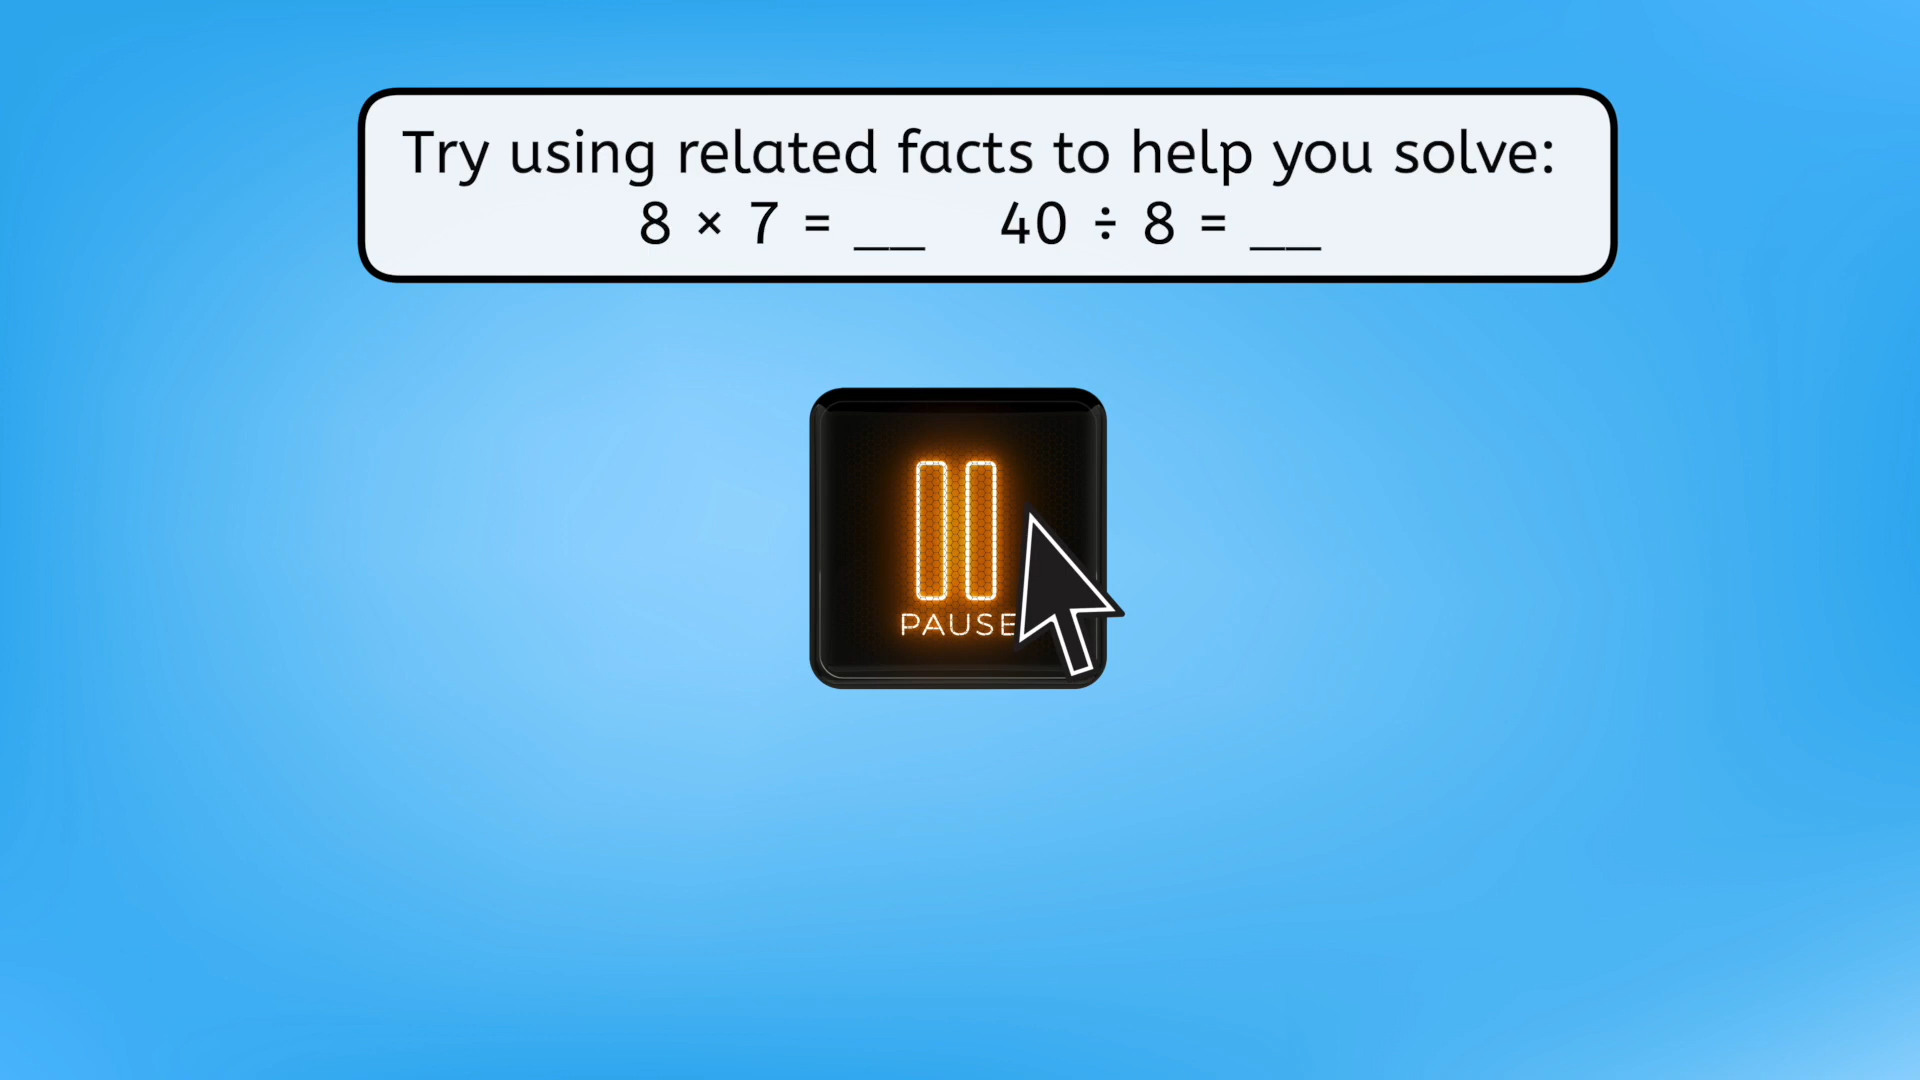 Try using related facts to help you solve:
8 × 7 = __ 40 ÷ 8 = __
PAUSE